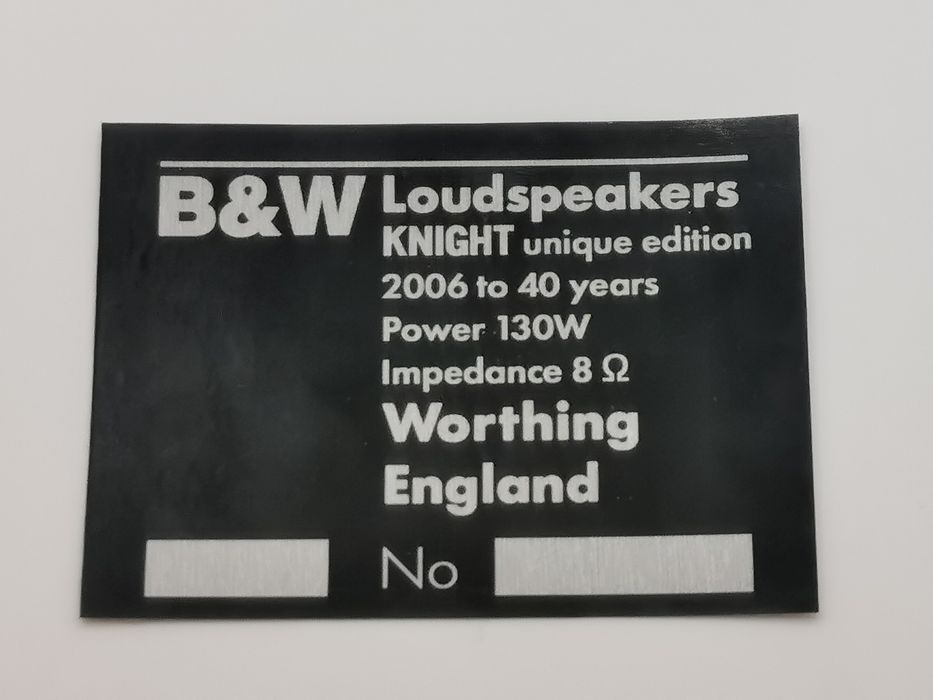 B&W Loudspeakers
KNIGHT unique edition
2006 to 40 years
Power 130W
Impedance 8 Ω
Worthing
England
No